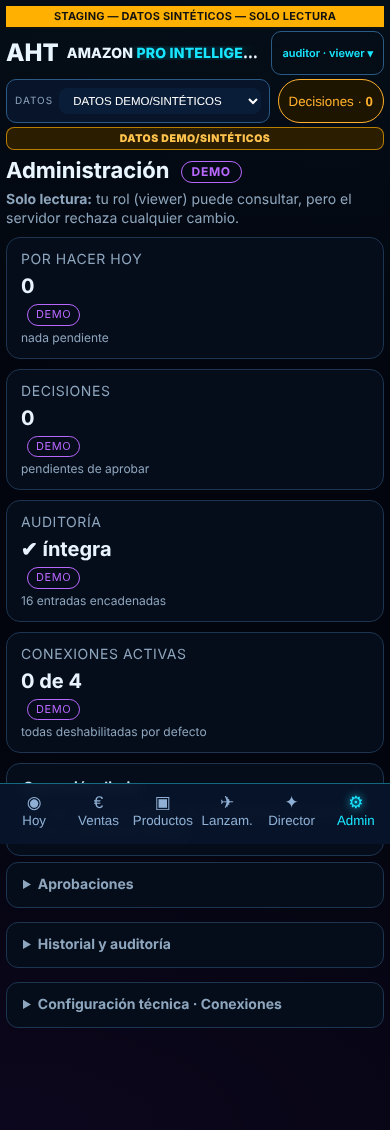 STAGING — DATOS SINTÉTICOS — SOLO LECTURA
AHT AMAZON PRO INTELLIGE... auditor · viewer ▾
DATOS DATOS DEMO/SINTÉTICOS Decisiones · 0
DATOS DEMO/SINTÉTICOS
Administración DEMO
Solo lectura: tu rol (viewer) puede consultar, pero el
servidor rechaza cualquier cambio.
POR HACER HOY
0
DEMO
nada pendiente
DECISIONES
0
DEMO
pendientes de aprobar
AUDITORÍA
✔ íntegra
DEMO
16 entradas encadenadas
CONEXIONES ACTIVAS
0 de 4
DEMO
todas deshabilitadas por defecto
Hoy Ventas Productos Lanzam. Director Admin
▶ Aprobaciones
▶ Historial y auditoría
▶ Configuración técnica · Conexiones